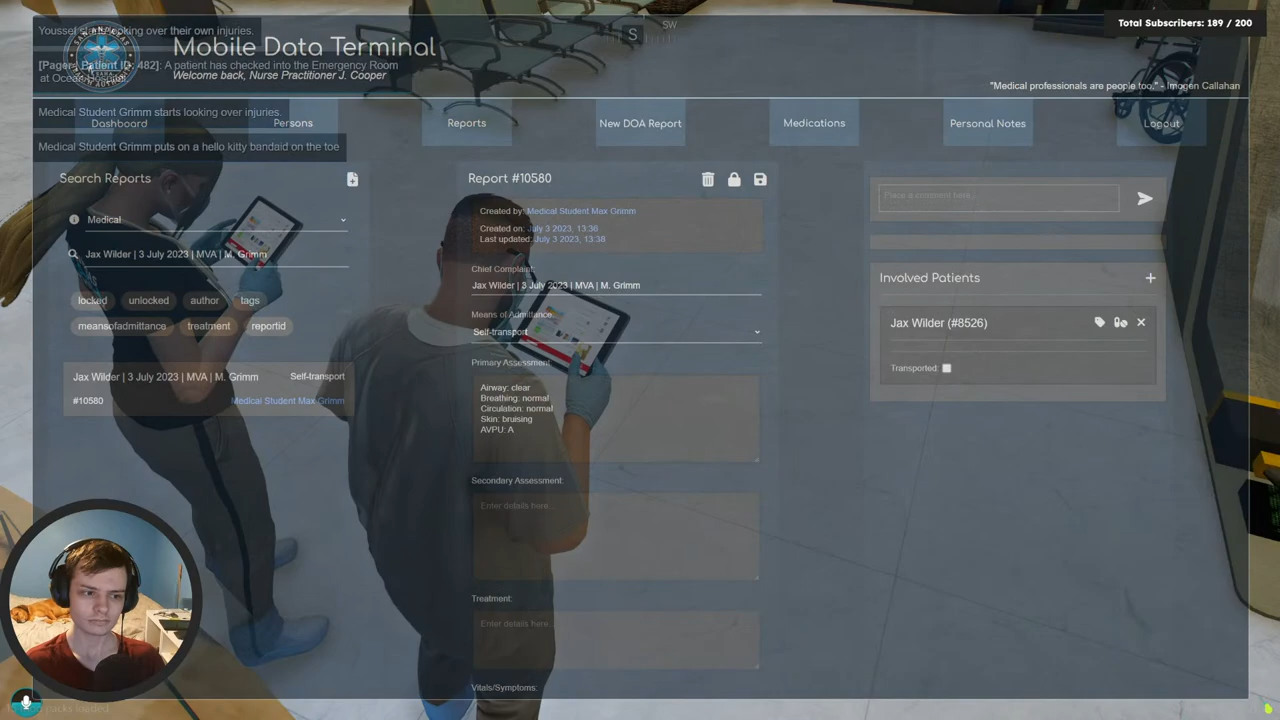 Total Subscribers: 189 / 200
S
SW
Mobile Data Terminal
Welcome back, Nurse Practitioner J. Cooper
"Medical professionals are people too," - Imogen Callahan
looking over their own injuries.
482]: A patient has checked into the Emergency Room
Medical Student Grimm starts looking over injuries.
Dashboard
Persons
Reports
New DOA Report
Medications
Personal Notes
Logout
Medical Student Grimm puts on a hello kitty bandaid on the toe
Search Reports
Medical
Jax Wilder | 3 July 2023 | MVA | M. Grimm
locked
unlocked
author
tags
meansofadmittance
treatment
reportid
Jax Wilder | 3 July 2023 | MVA | M. Grimm
Self-transport
#10580
Medical Student Max Grimm
Report #10580
Created by: Medical Student Max Grimm
Created on: July 3 2023, 13:36
Last updated: July 3 2023, 13:38
Chief Complaint:
Jax Wilder | 3 July 2023 | MVA | M. Grimm
Means of Admittance:
Self-transport
Primary Assessment:
Airway: clear
Breathing: normal
Circulation: normal
Skin: bruising
AVPU: A
Secondary Assessment:
Enter details here...
Treatment:
Enter details here...
Vitals/Symptoms:
Place a comment here...
Involved Patients
Jax Wilder (#8526)
Transported:
packs loaded